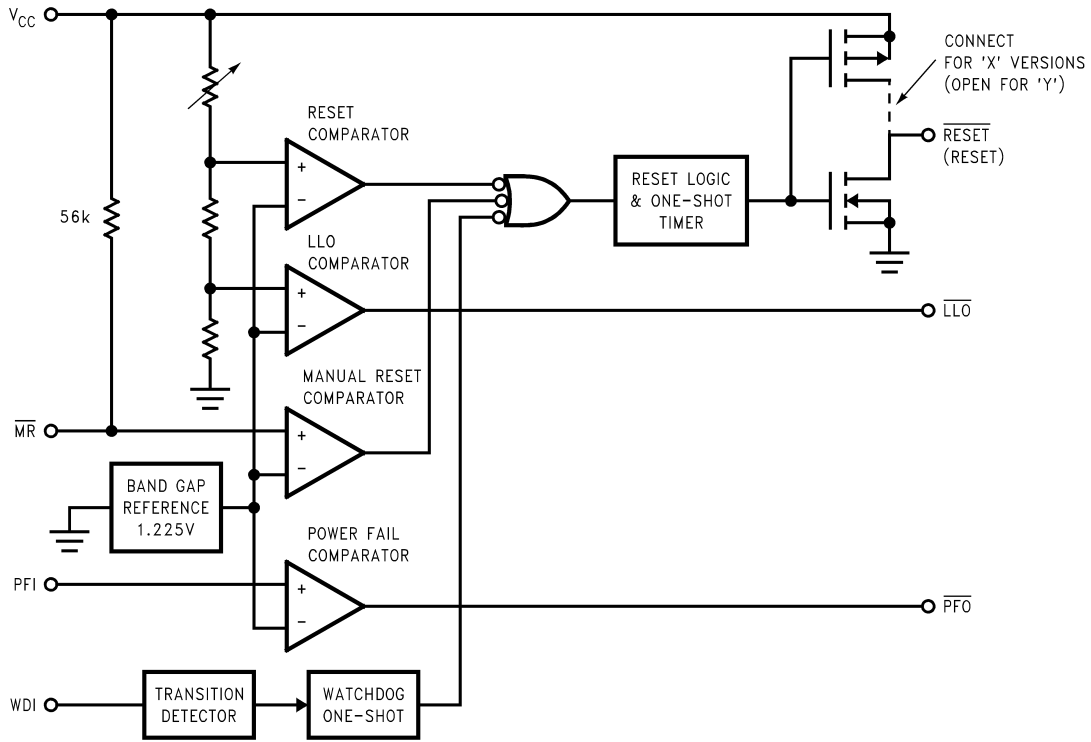 VCC
CONNECT
FOR 'X' VERSIONS
(OPEN FOR 'Y')
RESET
COMPARATOR
+
−
RESET LOGIC
& ONE-SHOT
TIMER
RESET
(RESET)
56k
LLO
COMPARATOR
+
−
LLO
MANUAL RESET
COMPARATOR
MR
+
−
BAND GAP
REFERENCE
1.225V
POWER FAIL
COMPARATOR
PFI
+
−
PFO
WDI
TRANSITION
DETECTOR
WATCHDOG
ONE-SHOT